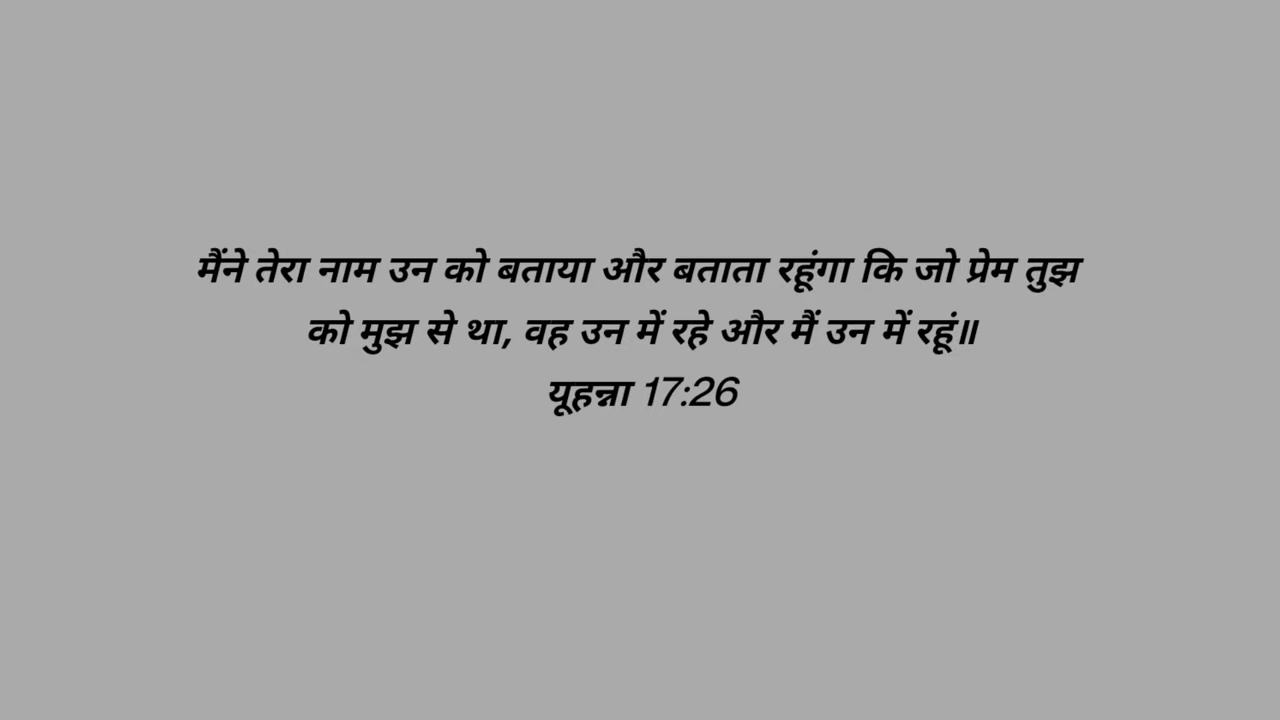 मैंने तेरा नाम उन को बताया और बताता रहूंगा कि जो प्रेम तुझ
को मुझ से था, वह उन में रहे और मैं उन में रहूं॥
यूहन्ना 17:26